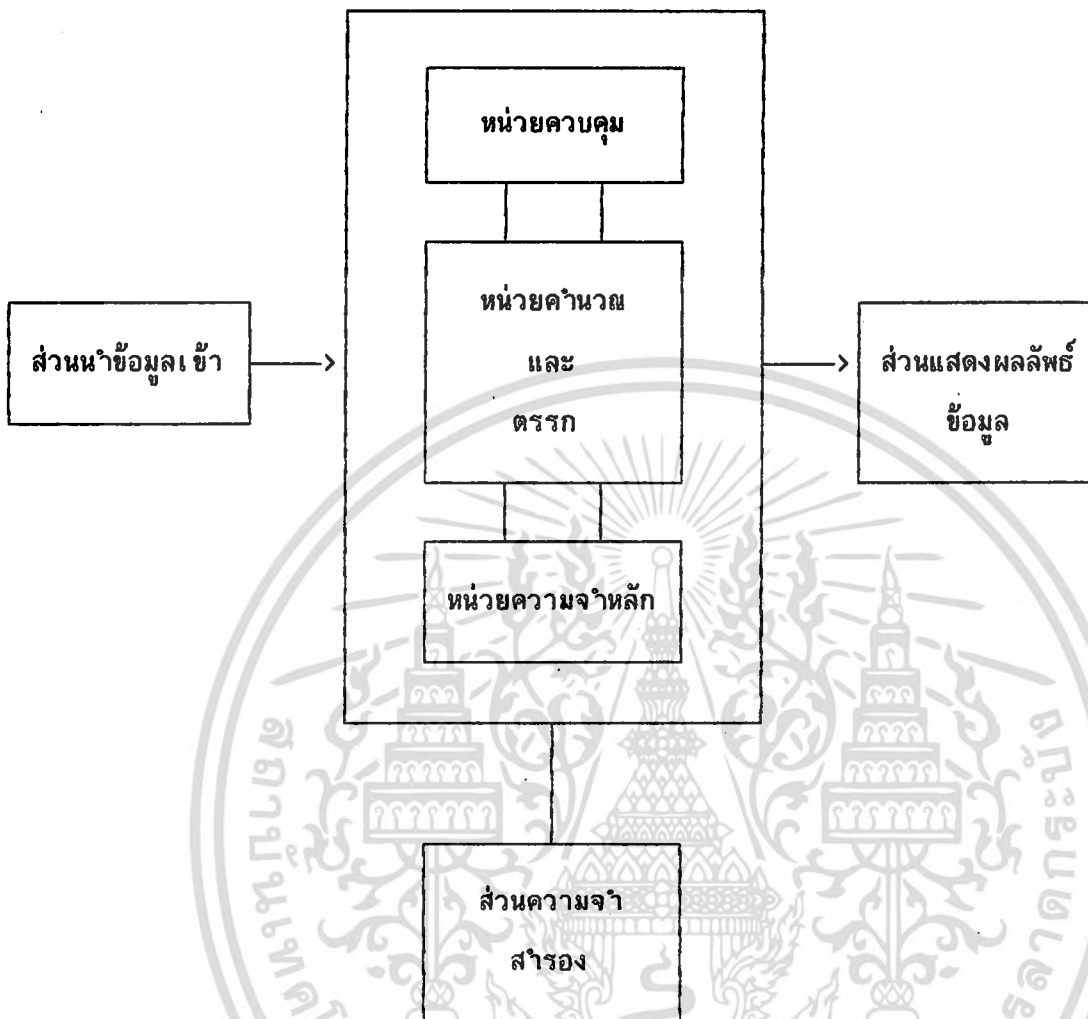 หน่วยควบคุม
หน่วยคำนวณ
และ
ตรรก
ส่วนนำข้อมูลเข้า
ส่วนแสดงผลลัพธ์
ข้อมูล
หน่วยความจำหลัก
ส่วนความจำ
สำรอง